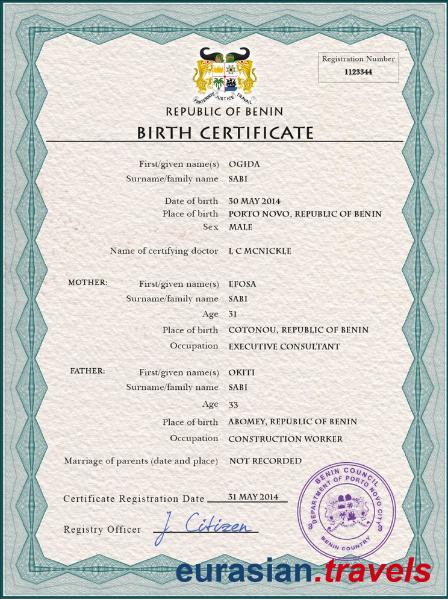 Registration Number
1123344
FRATERNITE JUSTICE TRAVAIL
REPUBLIC OF BENIN
BIRTH CERTIFICATE
First/given name(s) OGIDA
Surname/family name SABI
Date of birth 30 MAY 2014
Place of birth PORTO NOVO, REPUBLIC OF BENIN
Sex MALE
Name of certifying doctor L C MCNICKLE
MOTHER: First/given name(s) EFOSA
Surname/family name SABI
Age 31
Place of birth COTONOU, REPUBLIC OF BENIN
Occupation EXECUTIVE CONSULTANT
FATHER: First/given name(s) OKITI
Surname/family name SABI
Age 33
Place of birth ABOMEY, REPUBLIC OF BENIN
Occupation CONSTRUCTION WORKER
Marriage of parents (date and place) NOT RECORDED
Certificate Registration Date 31 MAY 2014
Registry Officer J Citizen
BENIN COUNCIL
DEPARTMENT OF PORTO NOVO CITY
BENIN COUNTRY
eurasian.travels